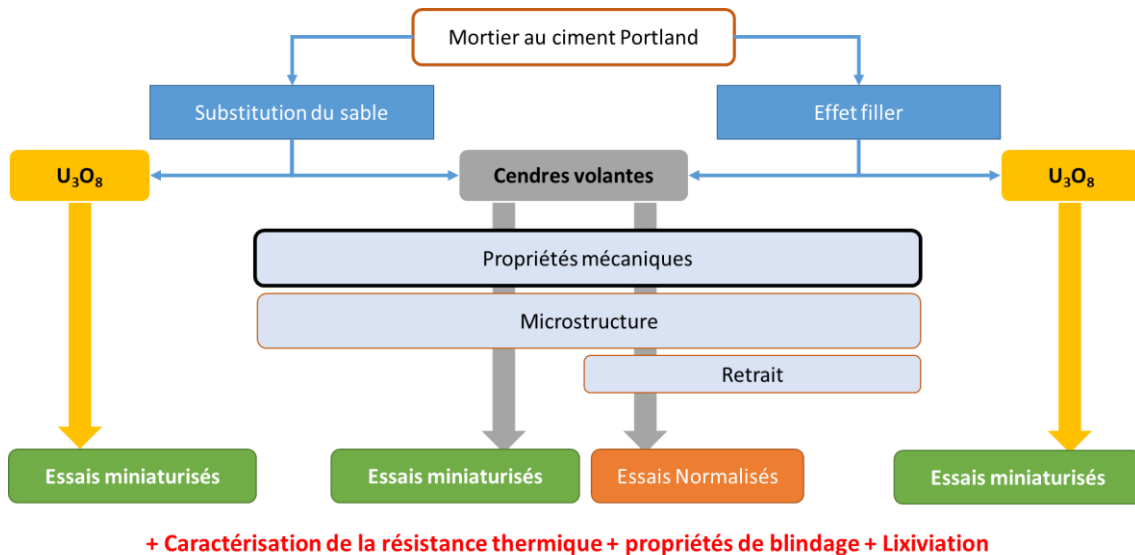 Mortier au ciment Portland
Substitution du sable
Effet filler
U₃O₈
Cendres volantes
U₃O₈
Propriétés mécaniques
Microstructure
Retrait
Essais miniaturisés
Essais miniaturisés
Essais Normalisés
Essais miniaturisés
+ Caractérisation de la résistance thermique + propriétés de blindage + Lixiviation